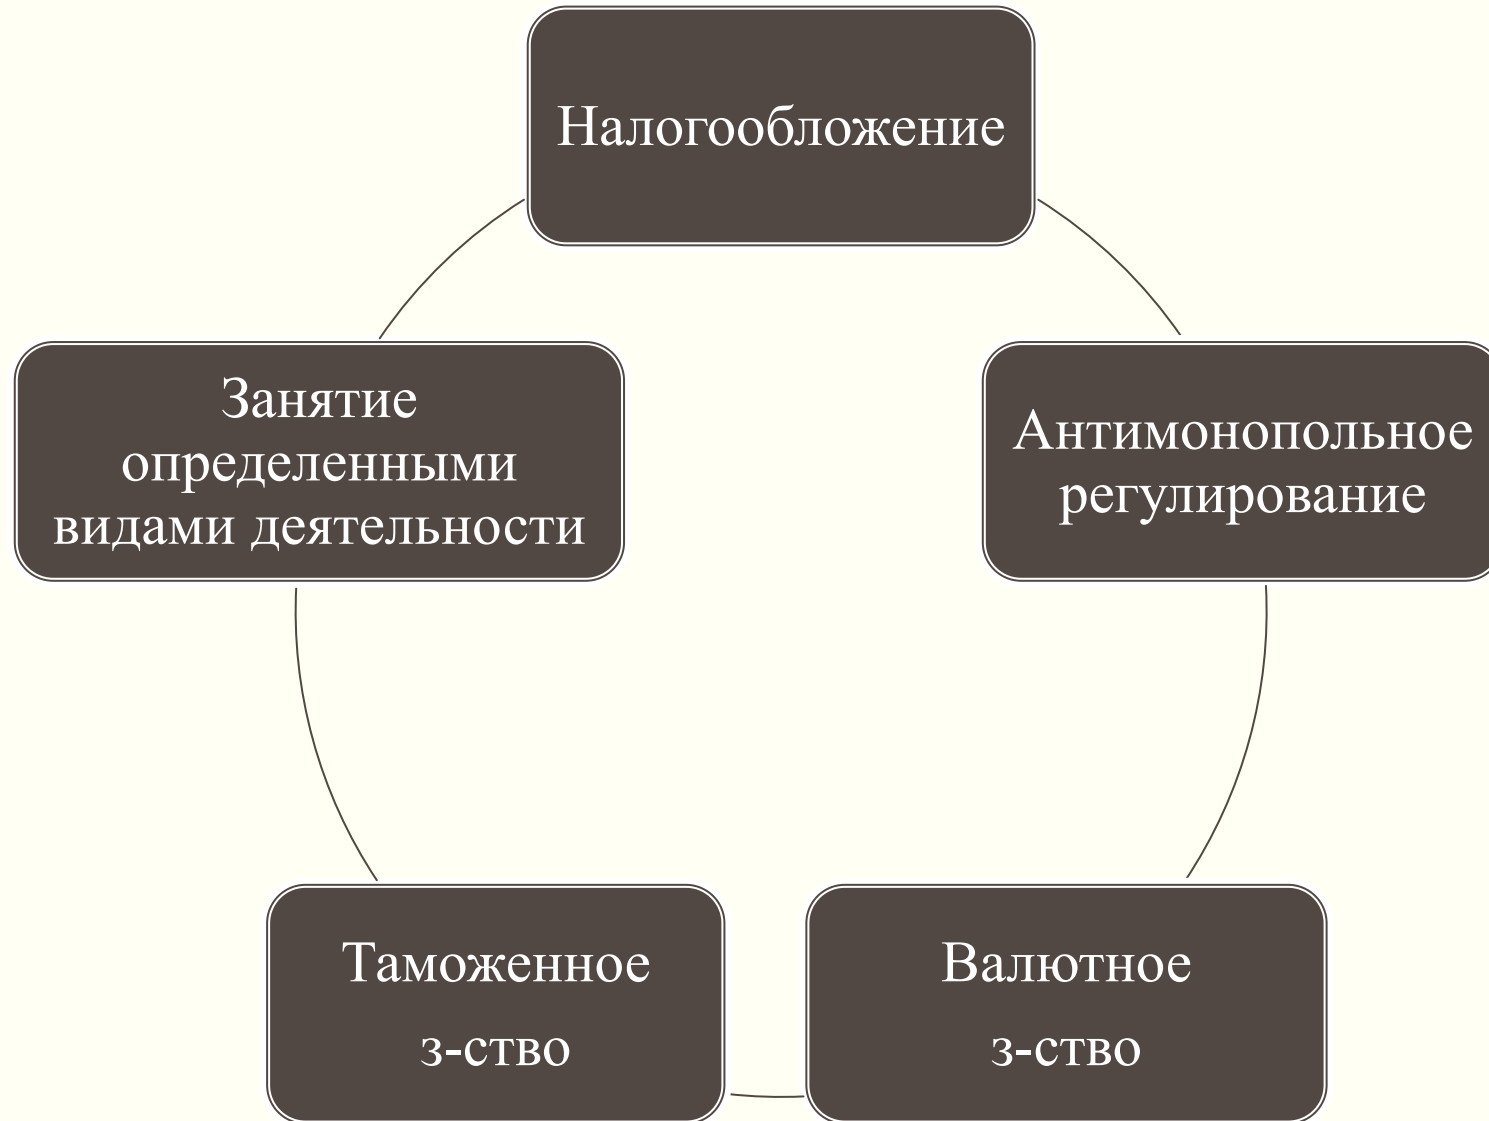 Налогообложение
Занятие
определенными
видами деятельности
Антимонопольное
регулирование
Таможенное
з-ство
Валютное
з-ство